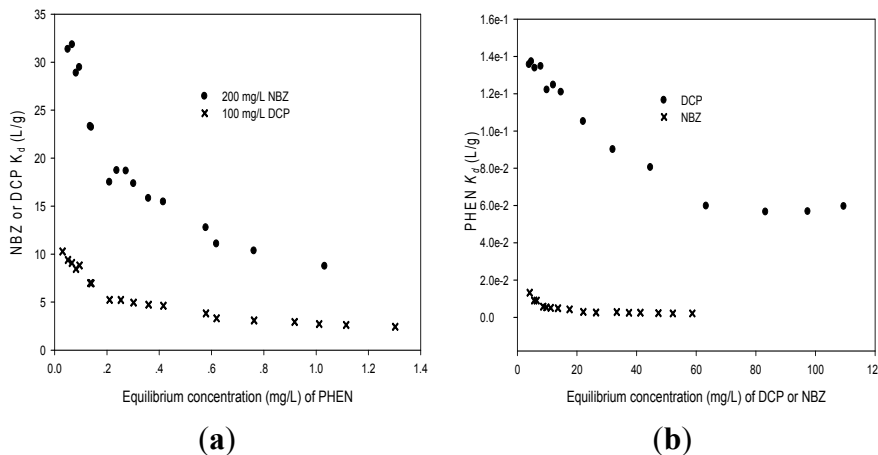 35
30
25
20
15
10
5
0
NBZ or DCP Kd (L/g)
200 mg/L NBZ
100 mg/L DCP
0.0 .2 .4 .6 .8 1.0 1.2 1.4
Equilibrium concentration (mg/L) of PHEN
(a)
1.6e-1
1.4e-1
1.2e-1
1.0e-1
8.0e-2
6.0e-2
4.0e-2
2.0e-2
0.0
PHEN Kd (L/g)
DCP
NBZ
0 20 40 60 80 100 12
Equilibrium concentration (mg/L) of DCP or NBZ
(b)